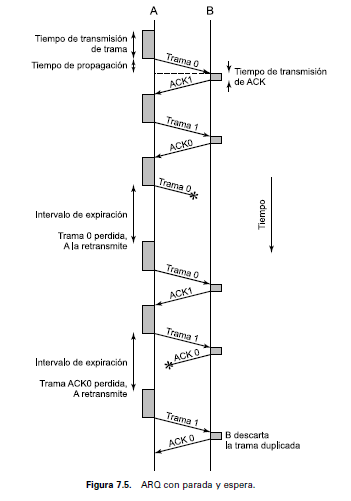 A
B
Tiempo de transmisión
de trama
Trama 0
Tiempo de propagación
Tiempo de transmisión
de ACK
ACK1
Trama 1
ACK0
Trama 0
Intervalo de expiración
Tiempo
Trama 0 perdida,
A la retransmite
Trama 0
ACK1
Trama 1
ACK 0
Intervalo de expiración
Trama ACK0 perdida,
A retransmite
Trama 1
ACK 0
B descarta
la trama duplicada
Figura 7.5. ARQ con parada y espera.